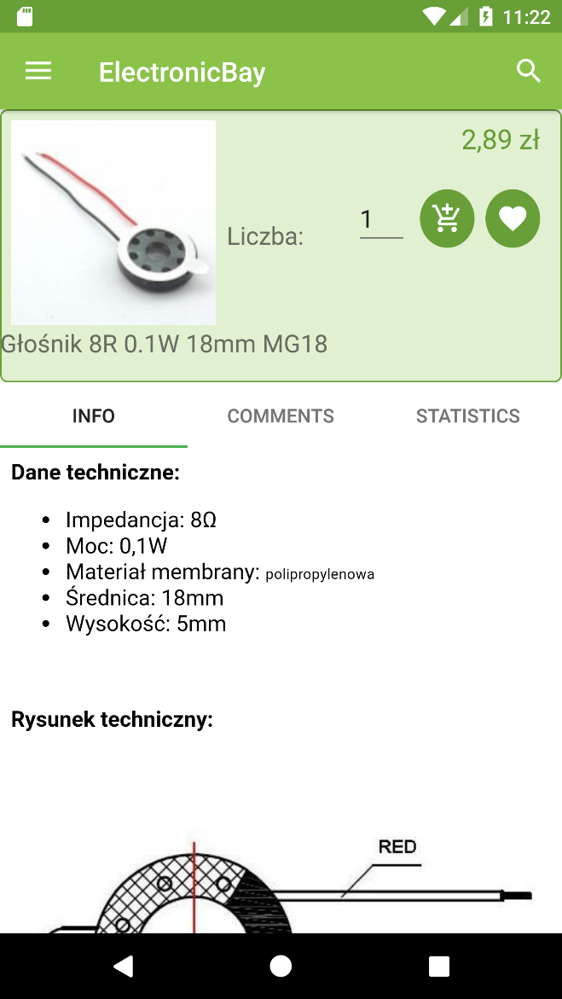 11:22
ElectronicBay
2,89 zł
Liczba: 1
Głośnik 8R 0.1W 18mm MG18
INFO COMMENTS STATISTICS
Dane techniczne:
• Impedancja: 8Ω
• Moc: 0,1W
• Materiał membrany: polipropylenowa
• Średnica: 18mm
• Wysokość: 5mm
Rysunek techniczny:
RED